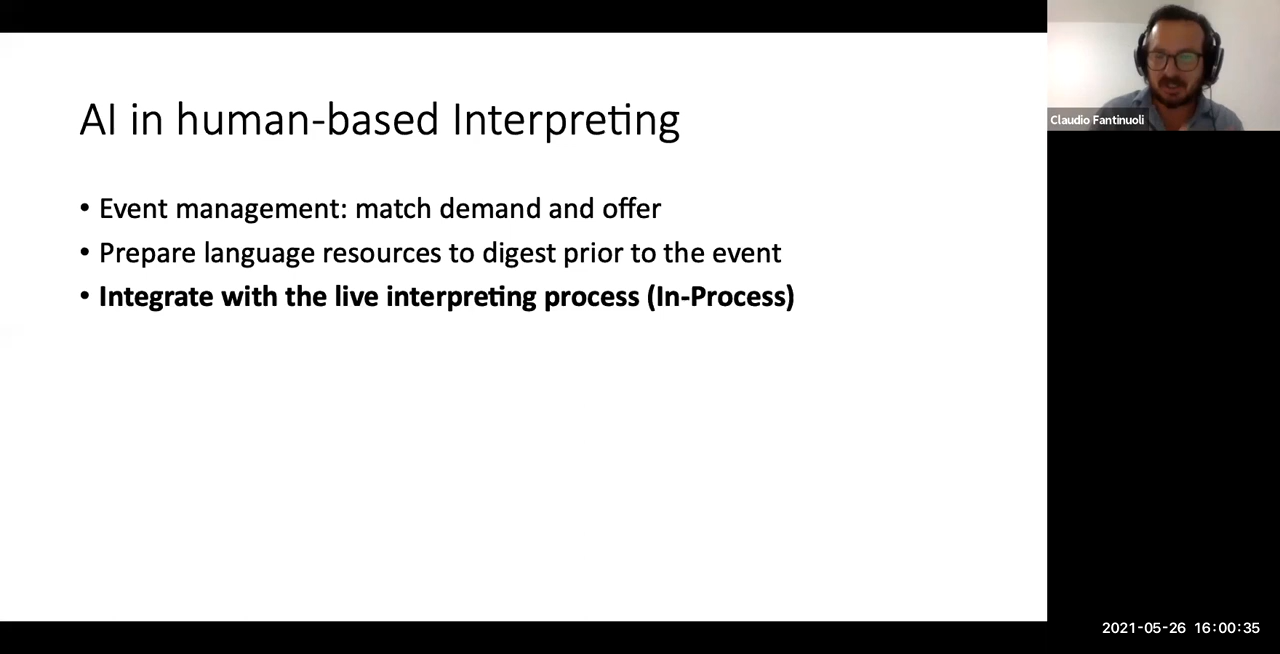 AI in human-based Interpreting
• Event management: match demand and offer
• Prepare language resources to digest prior to the event
• Integrate with the live interpreting process (In-Process)
Claudio Fantinuoli
2021-05-26 16:00:35